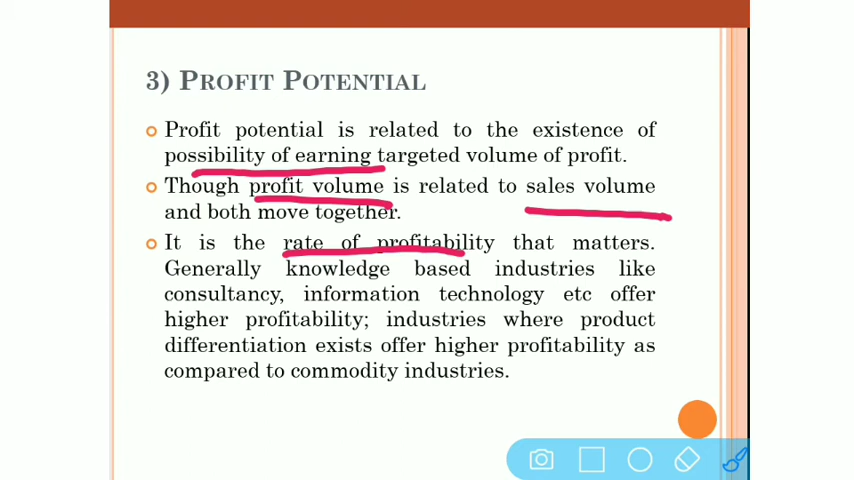 3) PROFIT POTENTIAL
Profit potential is related to the existence of
possibility of earning targeted volume of profit.
Though profit volume is related to sales volume
and both move together.
It is the rate of profitability that matters.
Generally knowledge based industries like
consultancy, information technology etc offer
higher profitability; industries where product
differentiation exists offer higher profitability as
compared to commodity industries.